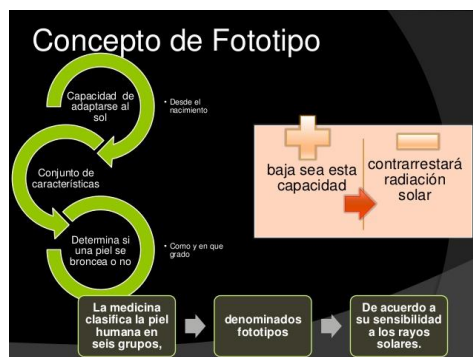 Concepto de Fototipo
Capacidad de
adaptarse al
sol
• Desde el
nacimiento
Conjunto de
características
Determina si
una piel se
broncea o no
• Como y en que
grado
baja sea esta
capacidad
contrarrestará
radiación
solar
La medicina
clasifica la piel
humana en
seis grupos,
denominados
fototipos
De acuerdo a
su sensibilidad
a los rayos
solares.